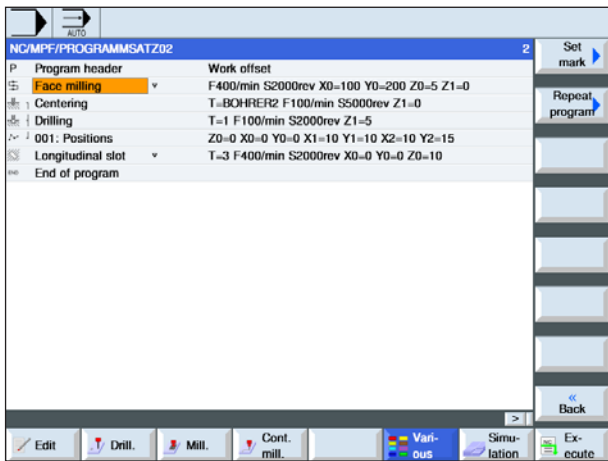 AUTO
NC/MPF/PROGRAMMSATZ02 2
P Program header Work offset
Face milling F400/min S2000rev X0=100 Y0=200 Z0=5 Z1=0
Centering T=BOHRER2 F100/min S5000rev Z1=0
Drilling T=1 F100/min S2000rev Z1=5
001: Positions Z0=0 X0=0 Y0=0 X1=10 Y1=10 X2=10 Y2=15
Longitudinal slot T=3 F400/min S2000rev X0=0 Y0=0 Z0=10
END End of program
Set
mark
Repeat
program
«
Back
>
Edit
Drill.
Mill.
Cont.
mill.
Vari-
ous
Simu-
lation
NC
Ex-
ecute